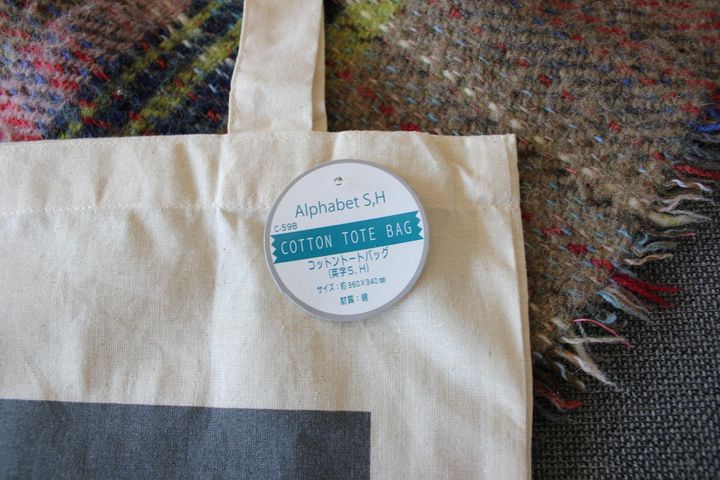 Alphabet S,H
C-598
COTTON TOTE BAG
コットントートバッグ
(英字S, H)
サイズ：約360×340㎜
材質：綿